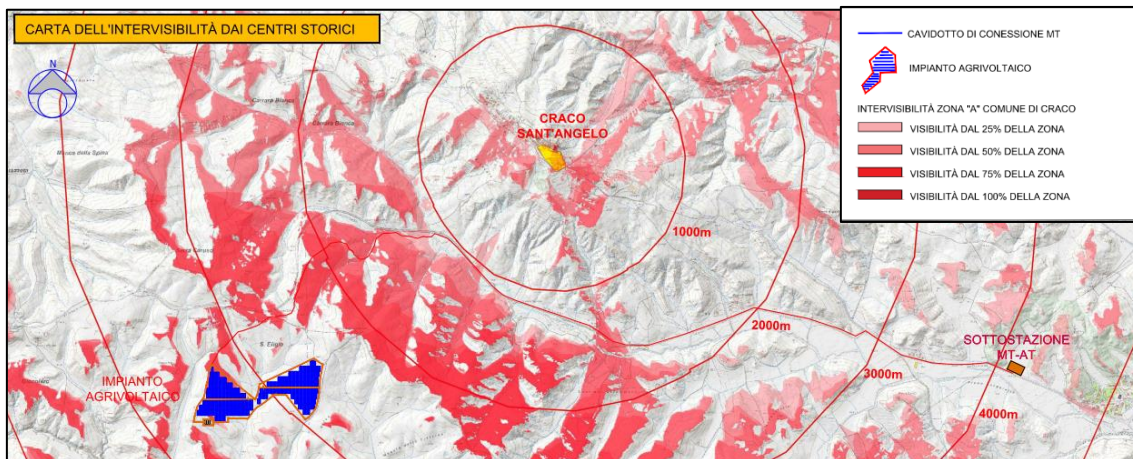 CARTA DELL'INTERVISIBILITÀ DAI CENTRI STORICI
N
CAVIDOTTO DI CONESSIONE MT
IMPIANTO AGRIVOLTAICO
INTERVISIBILITÀ ZONA "A" COMUNE DI CRACO
VISIBILITÀ DAL 25% DELLA ZONA
VISIBILITÀ DAL 50% DELLA ZONA
VISIBILITÀ DAL 75% DELLA ZONA
VISIBILITÀ DAL 100% DELLA ZONA
CRACO
SANT'ANGELO
1000m
2000m
3000m
4000m
SOTTOSTAZIONE
MT-AT
S. Eligio
IMPIANTO
AGRIVOLTAICO